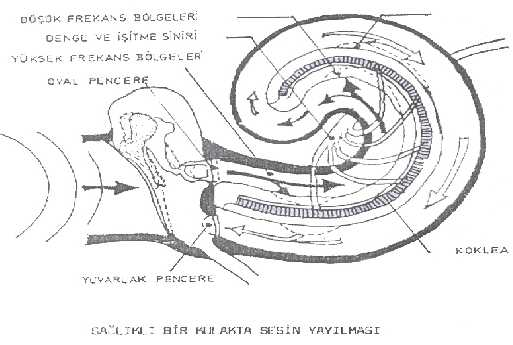 DÜŞÜK FREKANS BÖLGELERİ
DENGE VE İŞİTME SİNİRİ
YÜKSEK FREKANS BÖLGELERİ
OVAL PENCERE
KOKLEA
YUVARLAK PENCERE
SAĞLIKLI BİR KULAKTA SESİN YAYILMASI